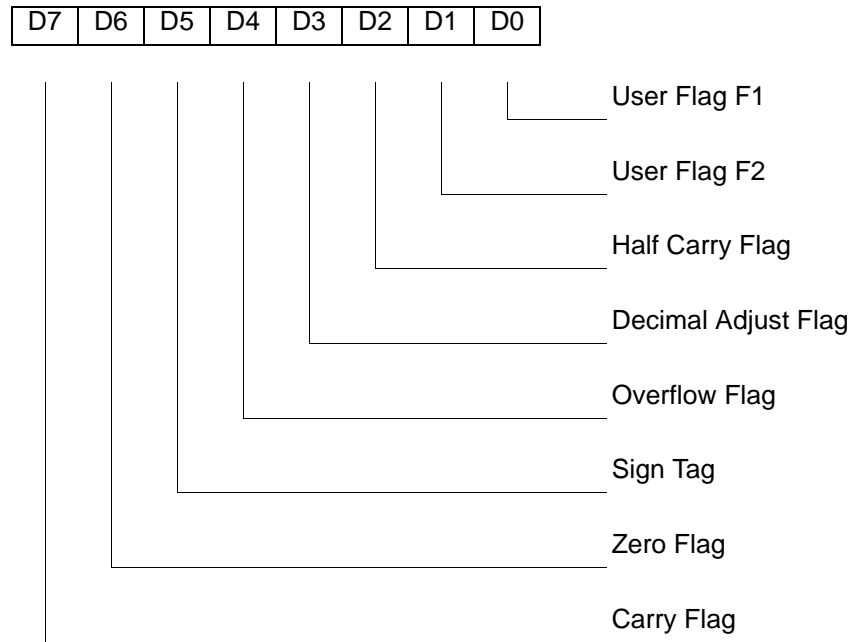 D7 D6 D5 D4 D3 D2 D1 D0
User Flag F1
User Flag F2
Half Carry Flag
Decimal Adjust Flag
Overflow Flag
Sign Tag
Zero Flag
Carry Flag